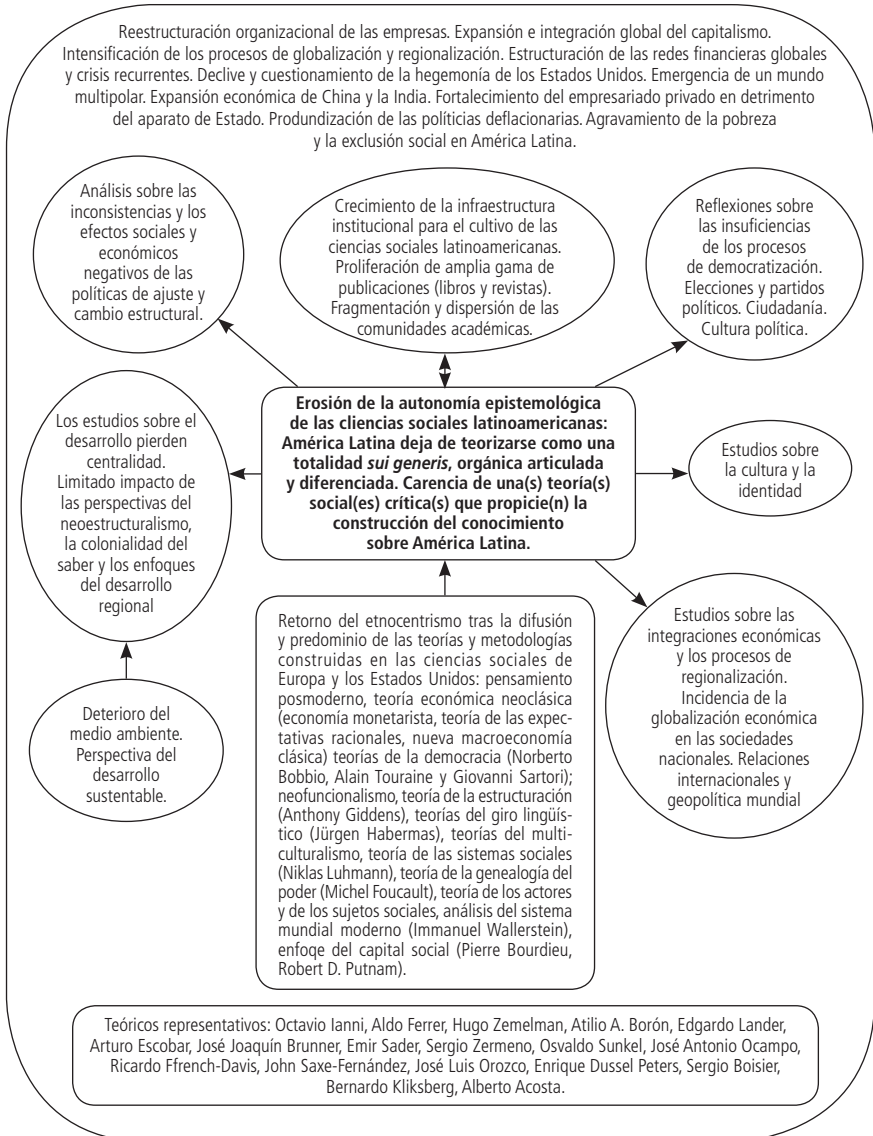 Reestructuración organizacional de las empresas. Expansión e integración global del capitalismo.
Intensificación de los procesos de globalización y regionalización. Estructuración de las redes financieras globales
y crisis recurrentes. Declive y cuestionamiento de la hegemonía de los Estados Unidos. Emergencia de un mundo
multipolar. Expansión económica de China y la India. Fortalecimiento del empresariado privado en detrimento
del aparato de Estado. Produndización de las políticias deflacionarias. Agravamiento de la pobreza
y la exclusión social en América Latina.
Análisis sobre las
inconsistencias y los
efectos sociales y
económicos
negativos de las
políticas de ajuste y
cambio estructural.
Crecimiento de la infraestructura
institucional para el cultivo de las
ciencias sociales latinoamericanas.
Proliferación de amplia gama de
publicaciones (libros y revistas).
Fragmentación y dispersión de las
comunidades académicas.
Reflexiones sobre
las insuficiencias
de los procesos
de democratización.
Elecciones y partidos
políticos. Ciudadanía.
Cultura política.
Los estudios sobre el
desarrollo pierden
centralidad.
Limitado impacto de
las perspectivas del
neoestructuralismo,
la colonialidad del
saber y los enfoques
del desarrollo
regional
Erosión de la autonomía epistemológica
de las cliencias sociales latinoamericanas:
América Latina deja de teorizarse como una
totalidad sui generis, orgánica articulada
y diferenciada. Carencia de una(s) teoría(s)
social(es) crítica(s) que propicie(n) la
construcción del conocimiento
sobre América Latina.
Estudios sobre
la cultura y la
identidad
Deterioro del
medio ambiente.
Perspectiva del
desarrollo
sustentable.
Retorno del etnocentrismo tras la difusión
y predominio de las teorías y metodologías
construidas en las ciencias sociales de
Europa y los Estados Unidos: pensamiento
posmoderno, teoría económica neoclásica
(economía monetarista, teoría de las expec-
tativas racionales, nueva macroeconomía
clásica) teorías de la democracia (Norberto
Bobbio, Alain Touraine y Giovanni Sartori);
neofuncionalismo, teoría de la estructuración
(Anthony Giddens), teorías del giro lingüís-
tico (Jürgen Habermas), teorías del multi-
culturalismo, teoría de las sistemas sociales
(Niklas Luhmann), teoría de la genealogía del
poder (Michel Foucault), teoría de los actores
y de los sujetos sociales, análisis del sistema
mundial moderno (Immanuel Wallerstein),
enfoqe del capital social (Pierre Bourdieu,
Robert D. Putnam).
Estudios sobre las
integraciones económicas
y los procesos de
regionalización.
Incidencia de la
globalización económica
en las sociedades
nacionales. Relaciones
internacionales y
geopolítica mundial
Teóricos representativos: Octavio Ianni, Aldo Ferrer, Hugo Zemelman, Atilio A. Borón, Edgardo Lander,
Arturo Escobar, José Joaquín Brunner, Emir Sader, Sergio Zermeno, Osvaldo Sunkel, José Antonio Ocampo,
Ricardo Ffrench-Davis, John Saxe-Fernández, José Luis Orozco, Enrique Dussel Peters, Sergio Boisier,
Bernardo Kliksberg, Alberto Acosta.